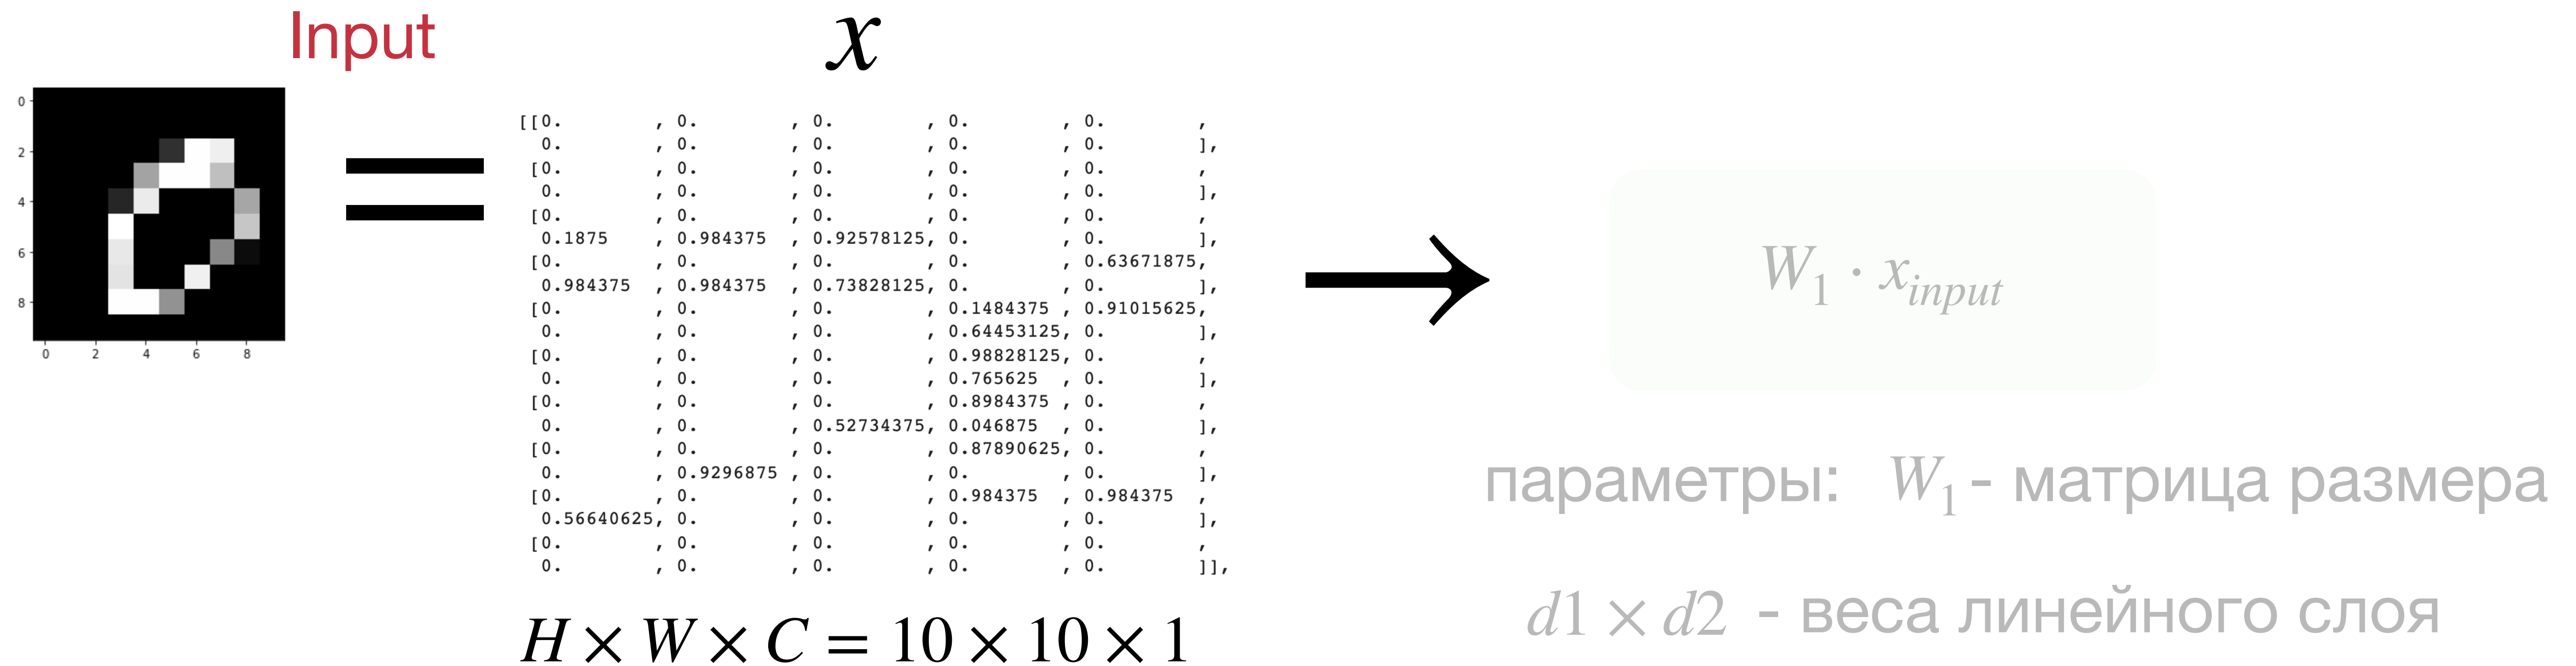 Input
x
0
2
4
6
8
0 2 4 6 8
[[0. , 0. , 0. , 0. , 0. ,
0. , 0. , 0. , 0. , 0. ],
[0. , 0. , 0. , 0. , 0. ,
0. , 0. , 0. , 0. , 0. ],
[0. , 0. , 0. , 0. , 0. ,
0.1875 , 0.984375 , 0.92578125, 0. , 0. ],
[0. , 0. , 0. , 0. , 0.63671875,
0.984375 , 0.984375 , 0.73828125, 0. , 0. ],
[0. , 0. , 0. , 0.1484375 , 0.91015625,
0. , 0. , 0. , 0.64453125, 0. ],
[0. , 0. , 0. , 0.98828125, 0. ,
0. , 0. , 0. , 0.765625 , 0. ],
[0. , 0. , 0. , 0.8984375 , 0. ,
0. , 0. , 0.52734375, 0.046875 , 0. ],
[0. , 0. , 0. , 0.87890625, 0. ,
0. , 0.9296875 , 0. , 0. , 0. ],
[0. , 0. , 0. , 0.984375 , 0.984375 ,
0.56640625, 0. , 0. , 0. , 0. ],
[0. , 0. , 0. , 0. , 0. ,
0. , 0. , 0. , 0. , 0. ]],
H × W × C = 10 × 10 × 1
W₁ · x_input
параметры: W₁ - матрица размера
d1 × d2 - веса линейного слоя